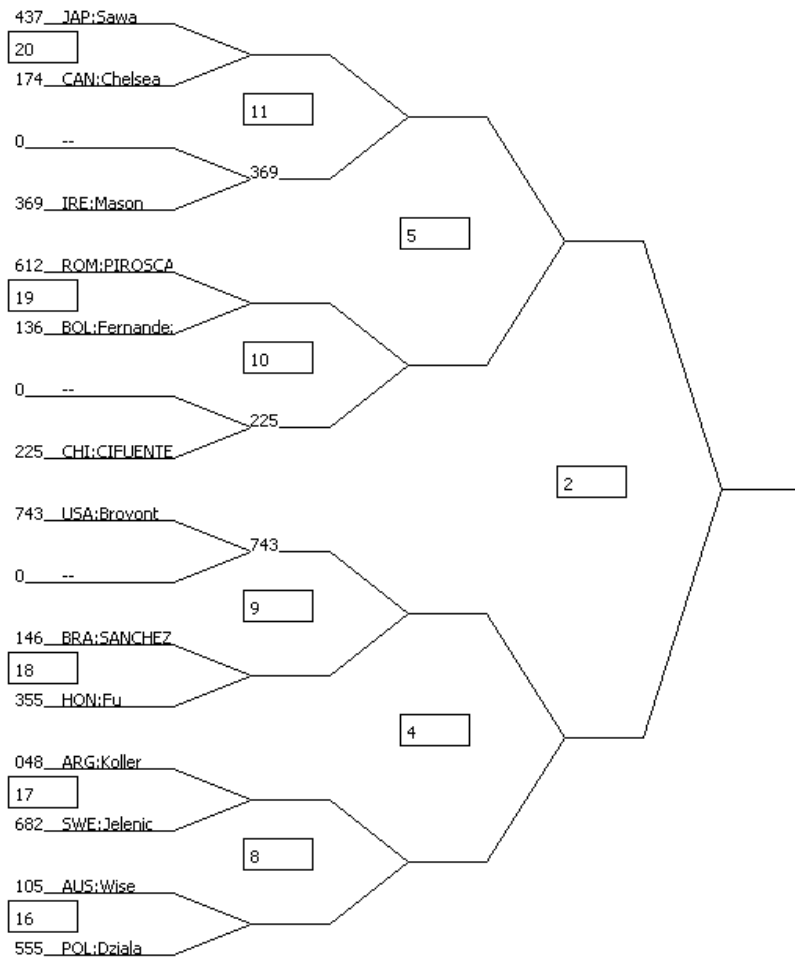 437 JAP:Sawa
20
174 CAN:Chelsea
11
0 --
369
369 IRE:Mason
5
612 ROM:PIROSCA
19
136 BOL:Fernande
10
0 --
225
225 CHI:CIFUENTE
2
743 USA:Brovont
743
0 --
9
146 BRA:SANCHEZ
18
355 HON:Fu
4
048 ARG:Koller
17
682 SWE:Jelenic
8
105 AUS:Wise
16
555 POL:Dziala